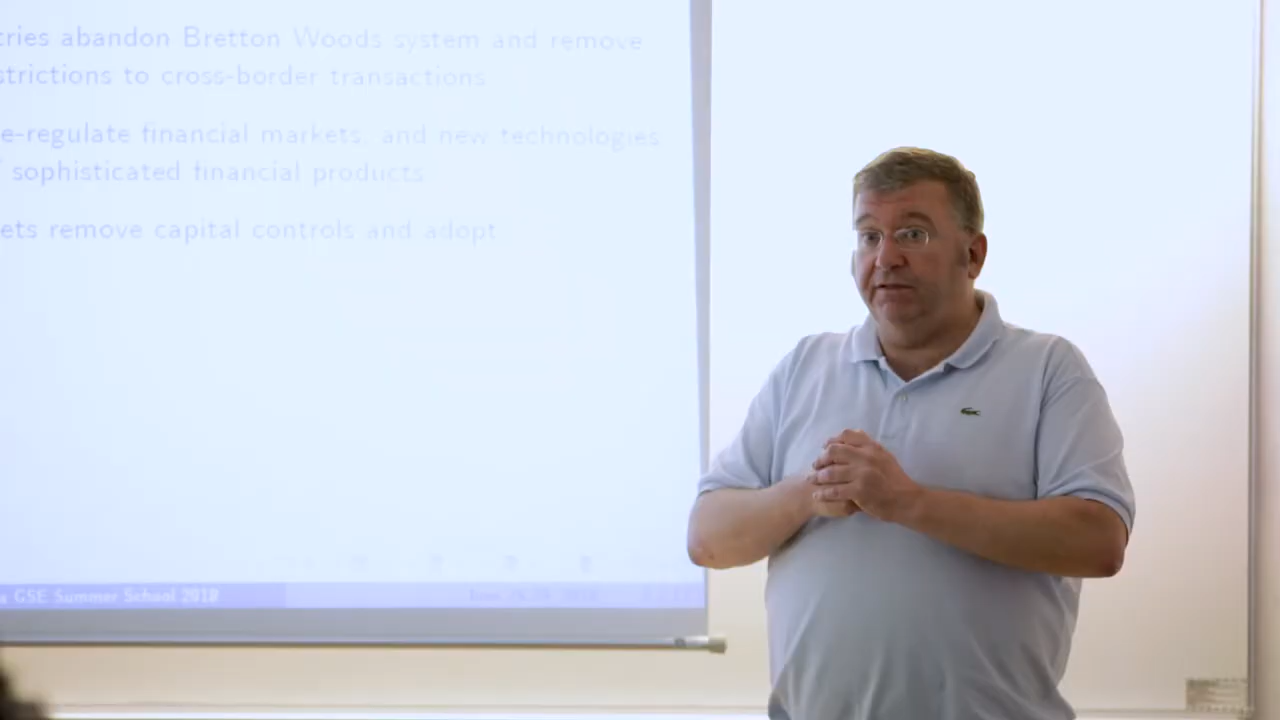 tries abandon Bretton Woods system and remove
strictions to cross-border transactions
e-regulate financial markets, and new technologies
sophisticated financial products
ets remove capital controls and adopt
a GSE Summer School 2018